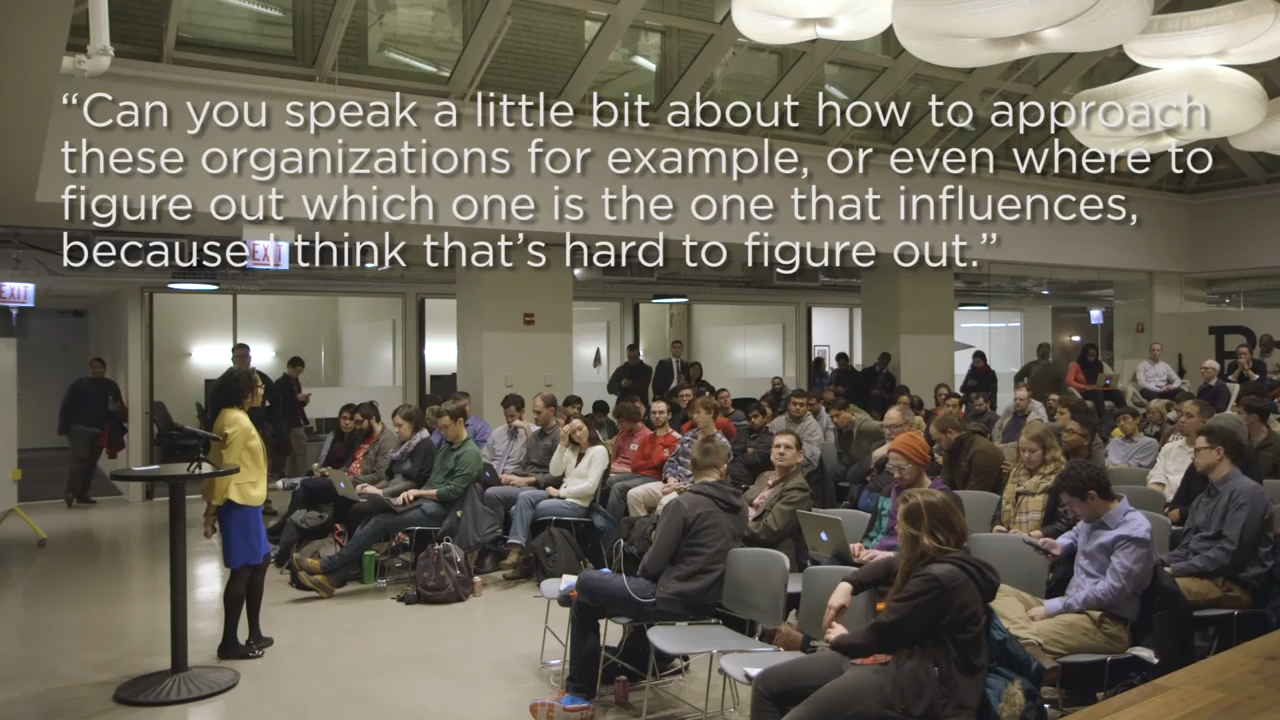 “Can you speak a little bit about how to approach
these organizations for example, or even where to
figure out which one is the one that influences,
because I think that’s hard to figure out.”
EXIT
EXIT